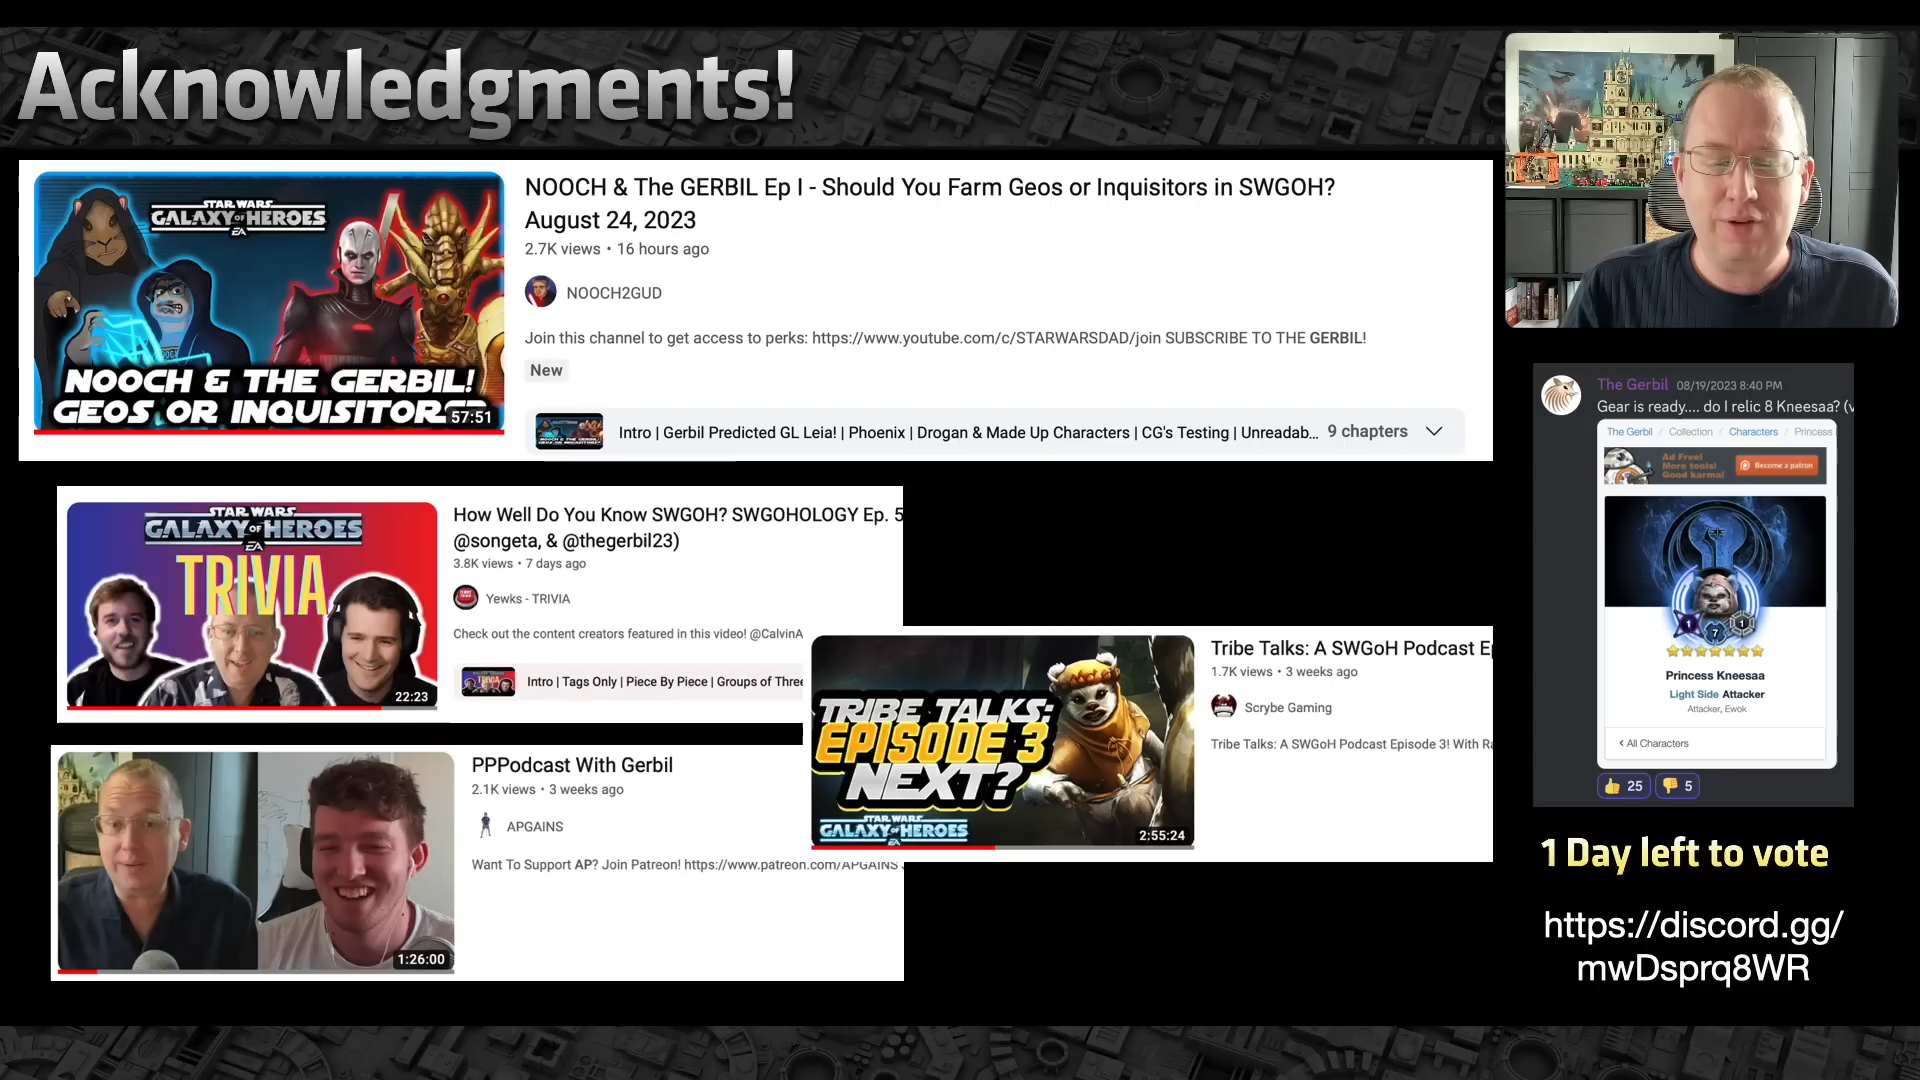 Acknowledgments!
STAR WARS
GALAXY OF HEROES
EA
NOOCH & THE GERBIL!
GEOS OR INQUISITORS?
57:51
NOOCH & The GERBIL Ep I - Should You Farm Geos or Inquisitors in SWGOH?
August 24, 2023
2.7K views • 16 hours ago
NOOCH2GUD
Join this channel to get access to perks: https://www.youtube.com/c/STARWARSDAD/join SUBSCRIBE TO THE GERBIL!
New
Intro | Gerbil Predicted GL Leia! | Phoenix | Drogan & Made Up Characters | CG's Testing | Unreadab...
9 chapters
STAR WARS
GALAXY OF HEROES
EA
TRIVIA
22:23
How Well Do You Know SWGOH? SWGOHOLOGY Ep. 5
@songeta, & @thegerbil23)
3.8K views • 7 days ago
Yewks - TRIVIA
Check out the content creators featured in this video! @CalvinA
Intro | Tags Only | Piece By Piece | Groups of Three
TRIBE TALKS:
EPISODE 3
NEXT?
STAR WARS
GALAXY OF HEROES
EA
2:55:24
Tribe Talks: A SWGoH Podcast Ep
1.7K views • 3 weeks ago
Scrybe Gaming
Tribe Talks: A SWGoH Podcast Episode 3! With Ra
1:26:00
PPPodcast With Gerbil
2.1K views • 3 weeks ago
APGAINS
Want To Support AP? Join Patreon! https://www.patreon.com/APGAINS
The Gerbil 08/19/2023 8:40 PM
Gear is ready.... do I relic 8 Kneesaa? (v
The Gerbil / Collection / Characters / Princess
Ad Free!
More tools!
Good karma!
Become a patron
1
7
1
Princess Kneesaa
Light Side Attacker
Attacker, Ewok
‹ All Characters
25
5
1 Day left to vote
https://discord.gg/
mwDsprq8WR